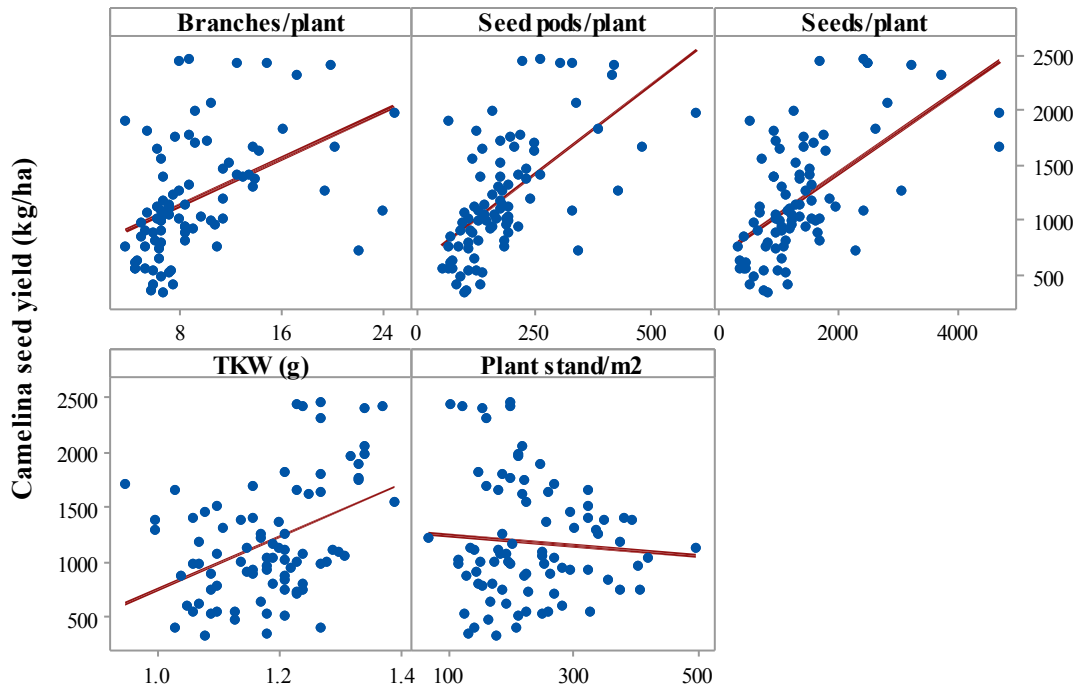 Branches/plant Seed pods/plant Seeds/plant
2500
2000
1500
1000
500
8 16 24 0 250 500 0 2000 4000
TKW (g) Plant stand/m2
2500
2000
1500
1000
500
1.0 1.2 1.4 100 300 500
Camelina seed yield (kg/ha)